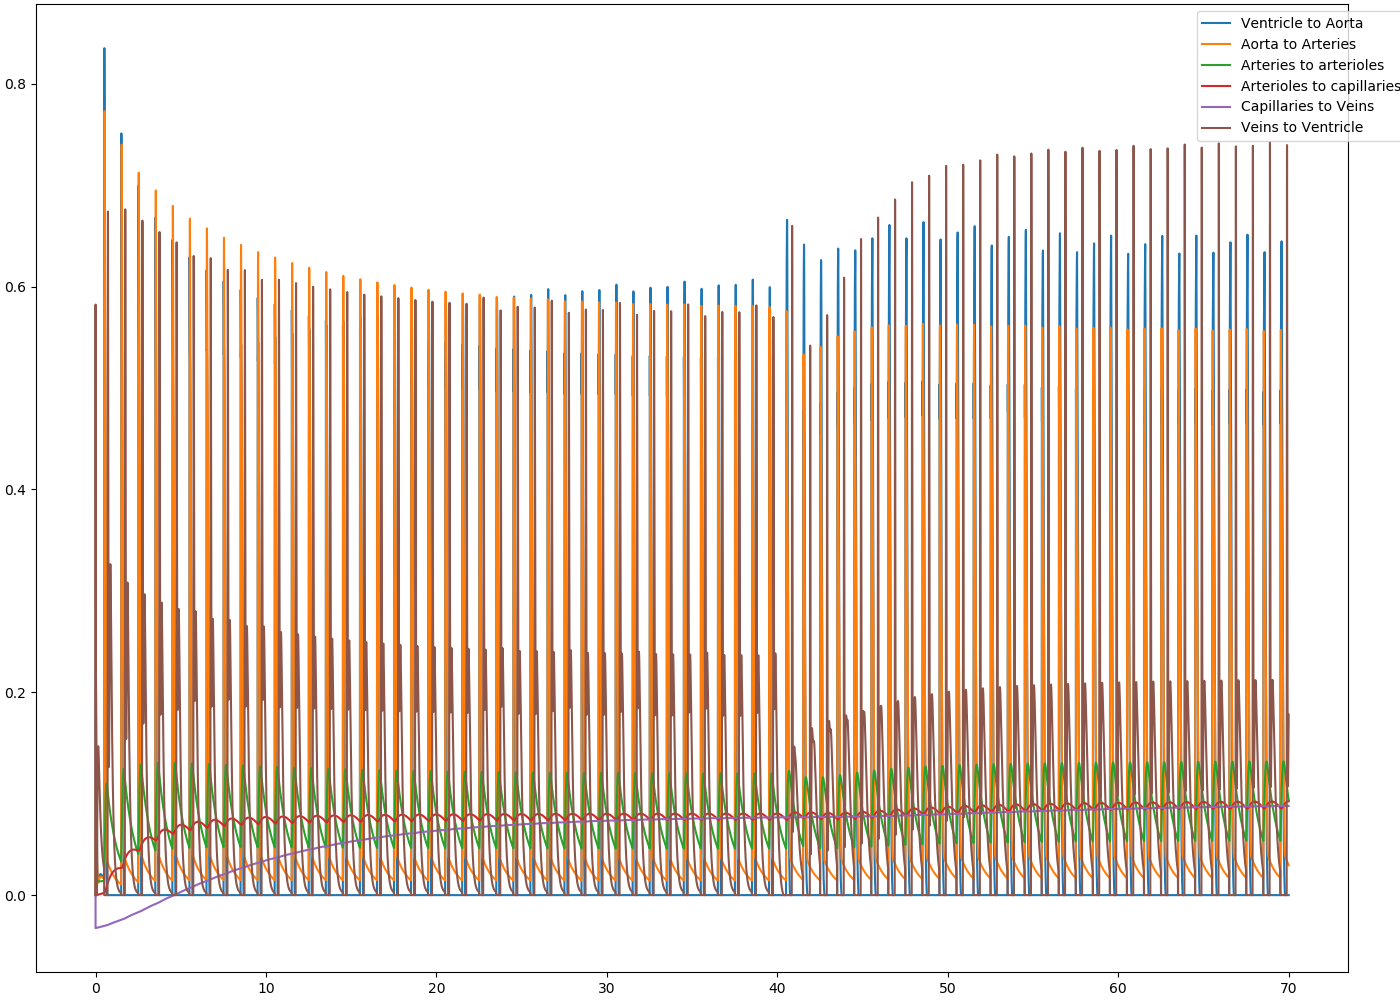 Ventricle to Aorta
Aorta to Arteries
Arteries to arterioles
Arterioles to capillaries
Capillaries to Veins
Veins to Ventricle
0.8
0.6
0.4
0.2
0.0
0 10 20 30 40 50 60 70